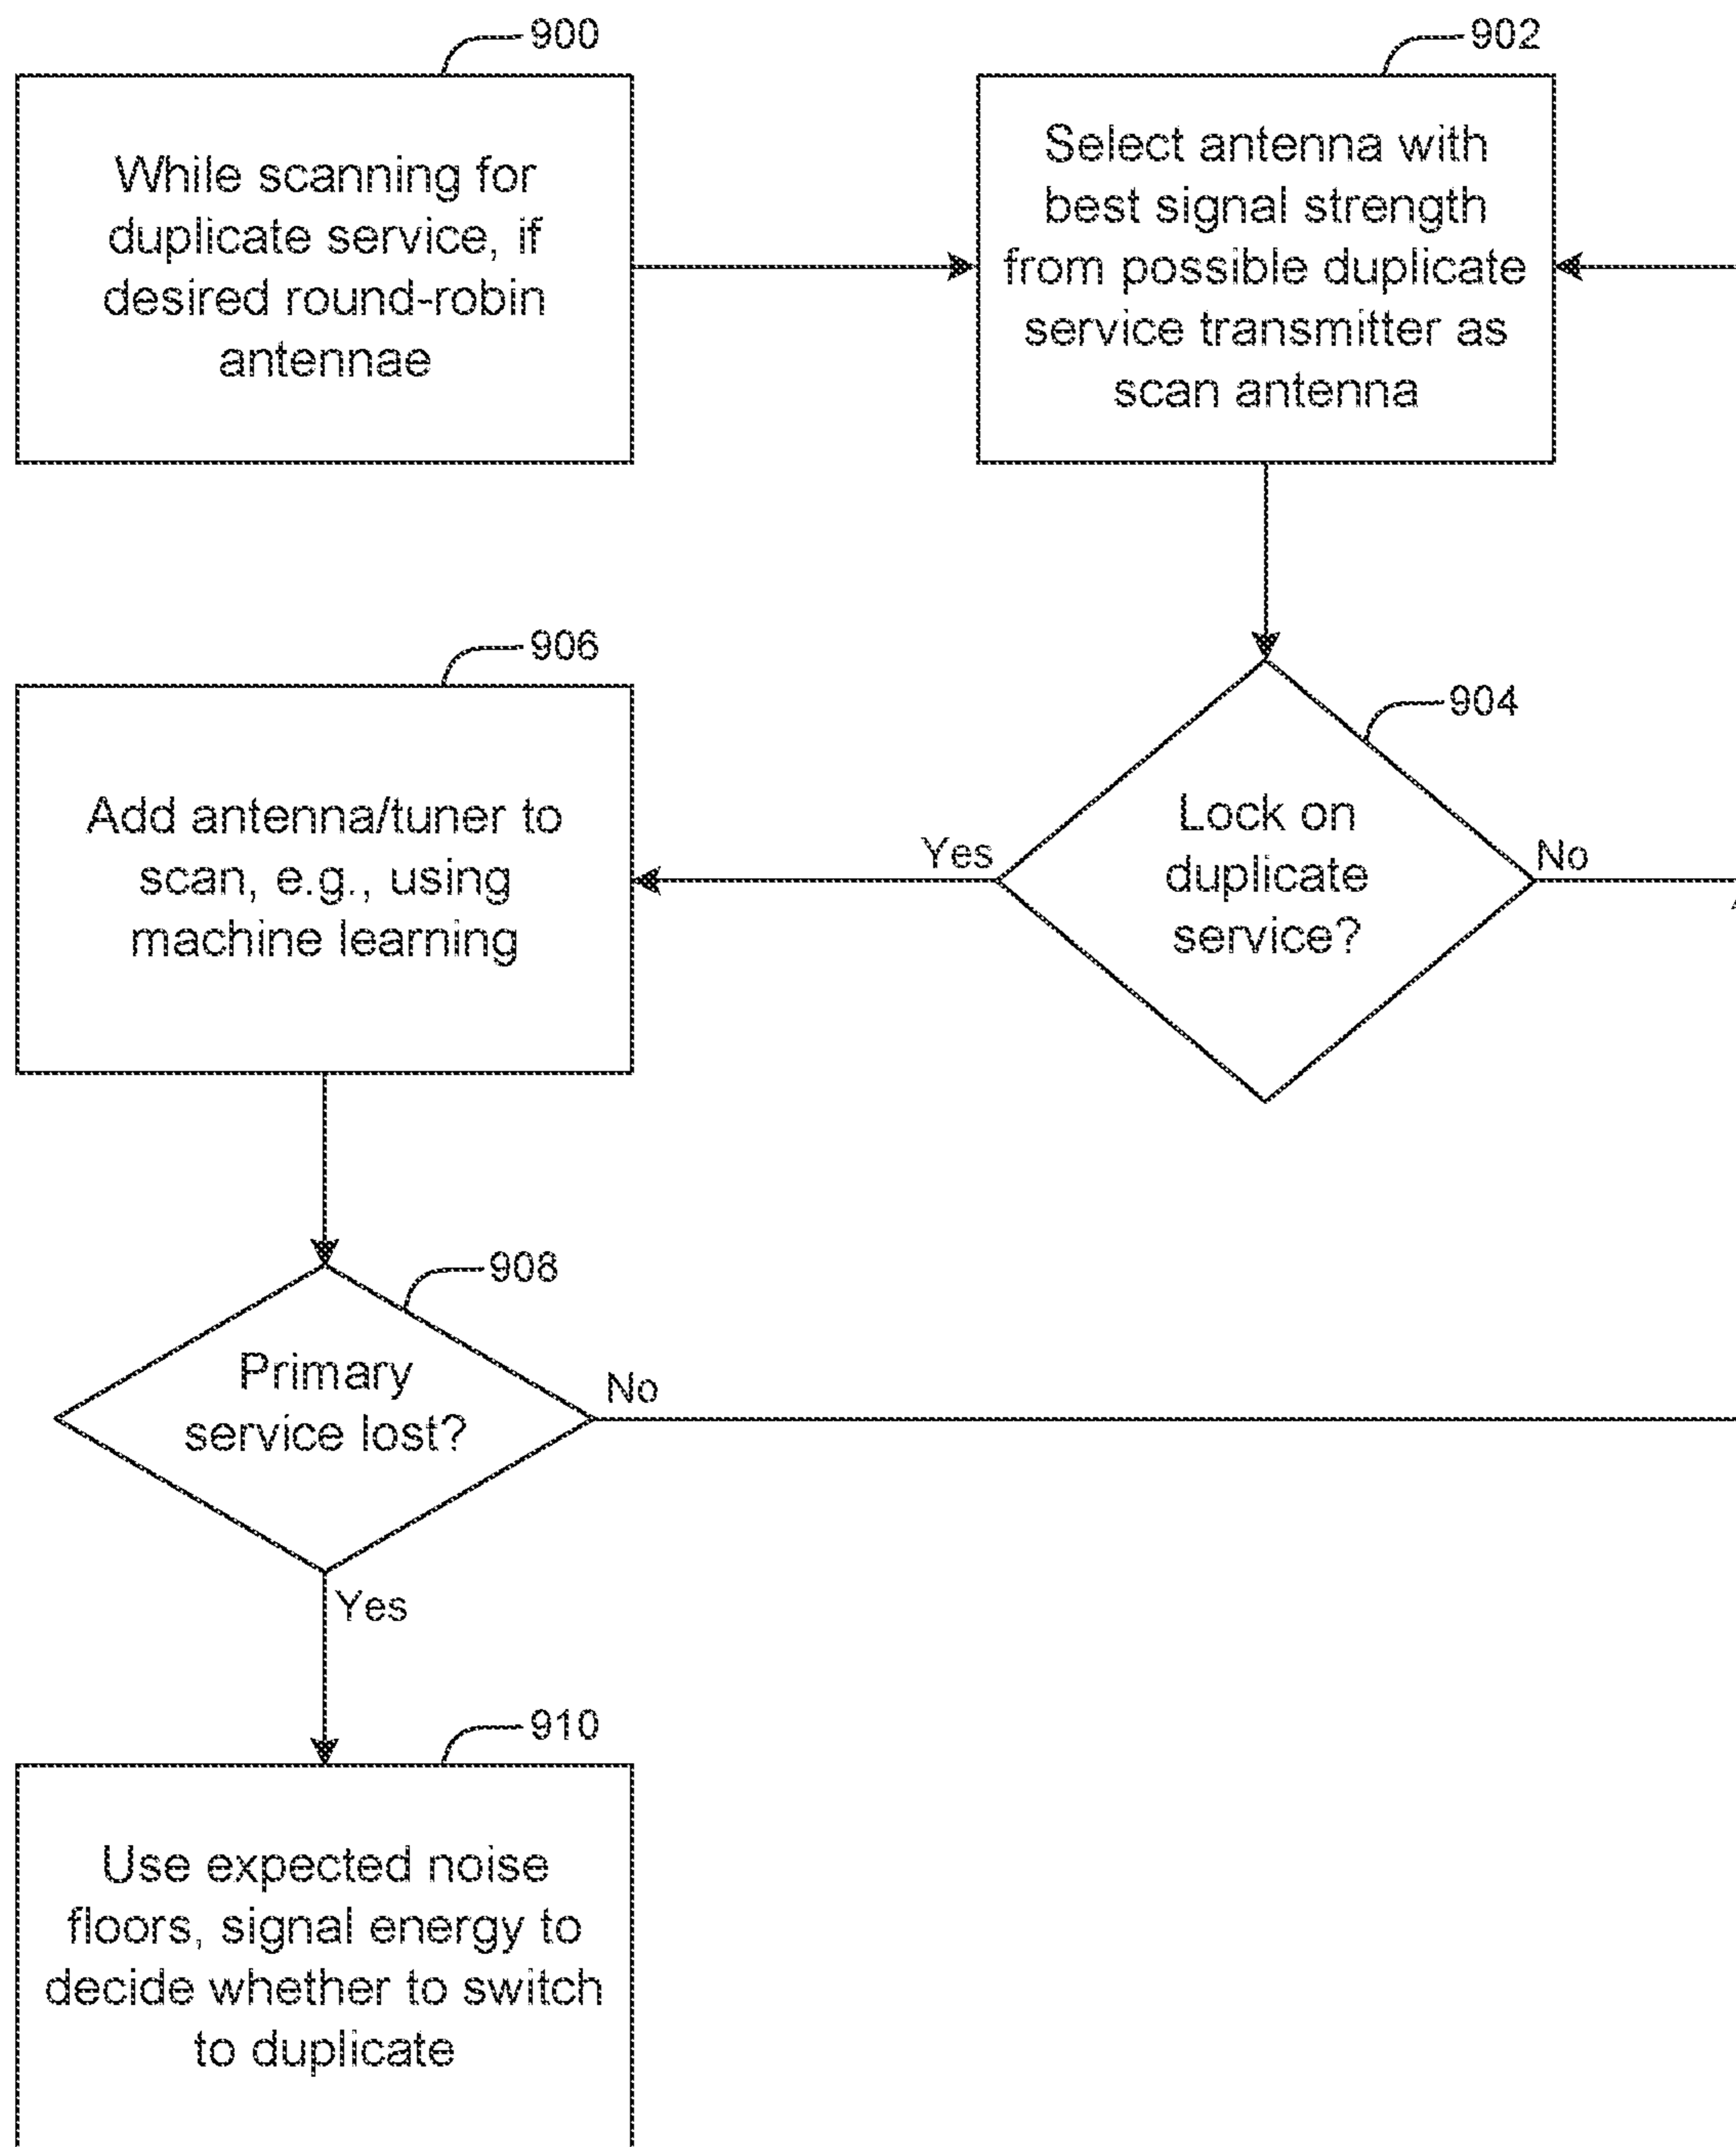 900
While scanning for
duplicate service, if
desired round-robin
antennae
902
Select antenna with
best signal strength
from possible duplicate
service transmitter as
scan antenna
904
Lock on
duplicate
service?
Yes
No
906
Add antenna/tuner to
scan, e.g., using
machine learning
908
Primary
service lost?
No
Yes
910
Use expected noise
floors, signal energy to
decide whether to switch
to duplicate